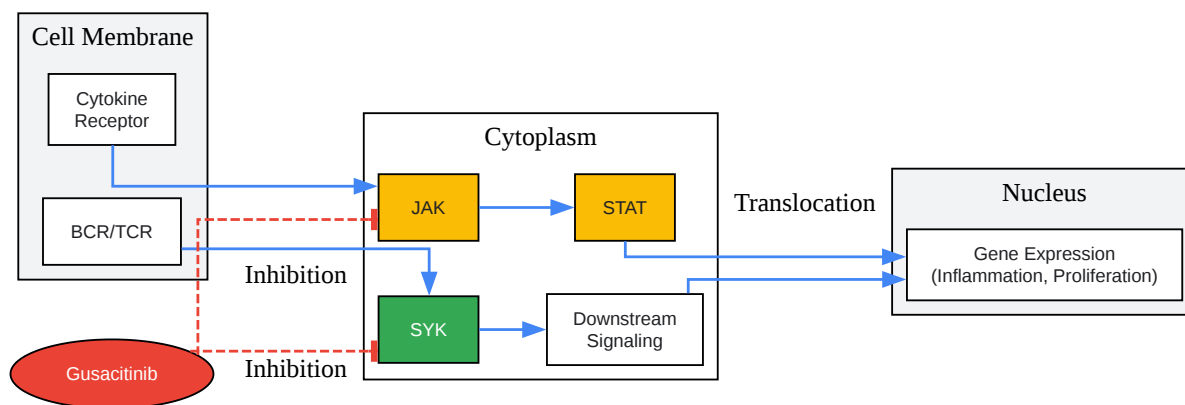 Cell Membrane
Cytokine
Receptor
BCR/TCR
Cytoplasm
JAK
STAT
Inhibition
SYK
Downstream
Signaling
Inhibition
Gusacitinib
Translocation
Nucleus
Gene Expression
(Inflammation, Proliferation)